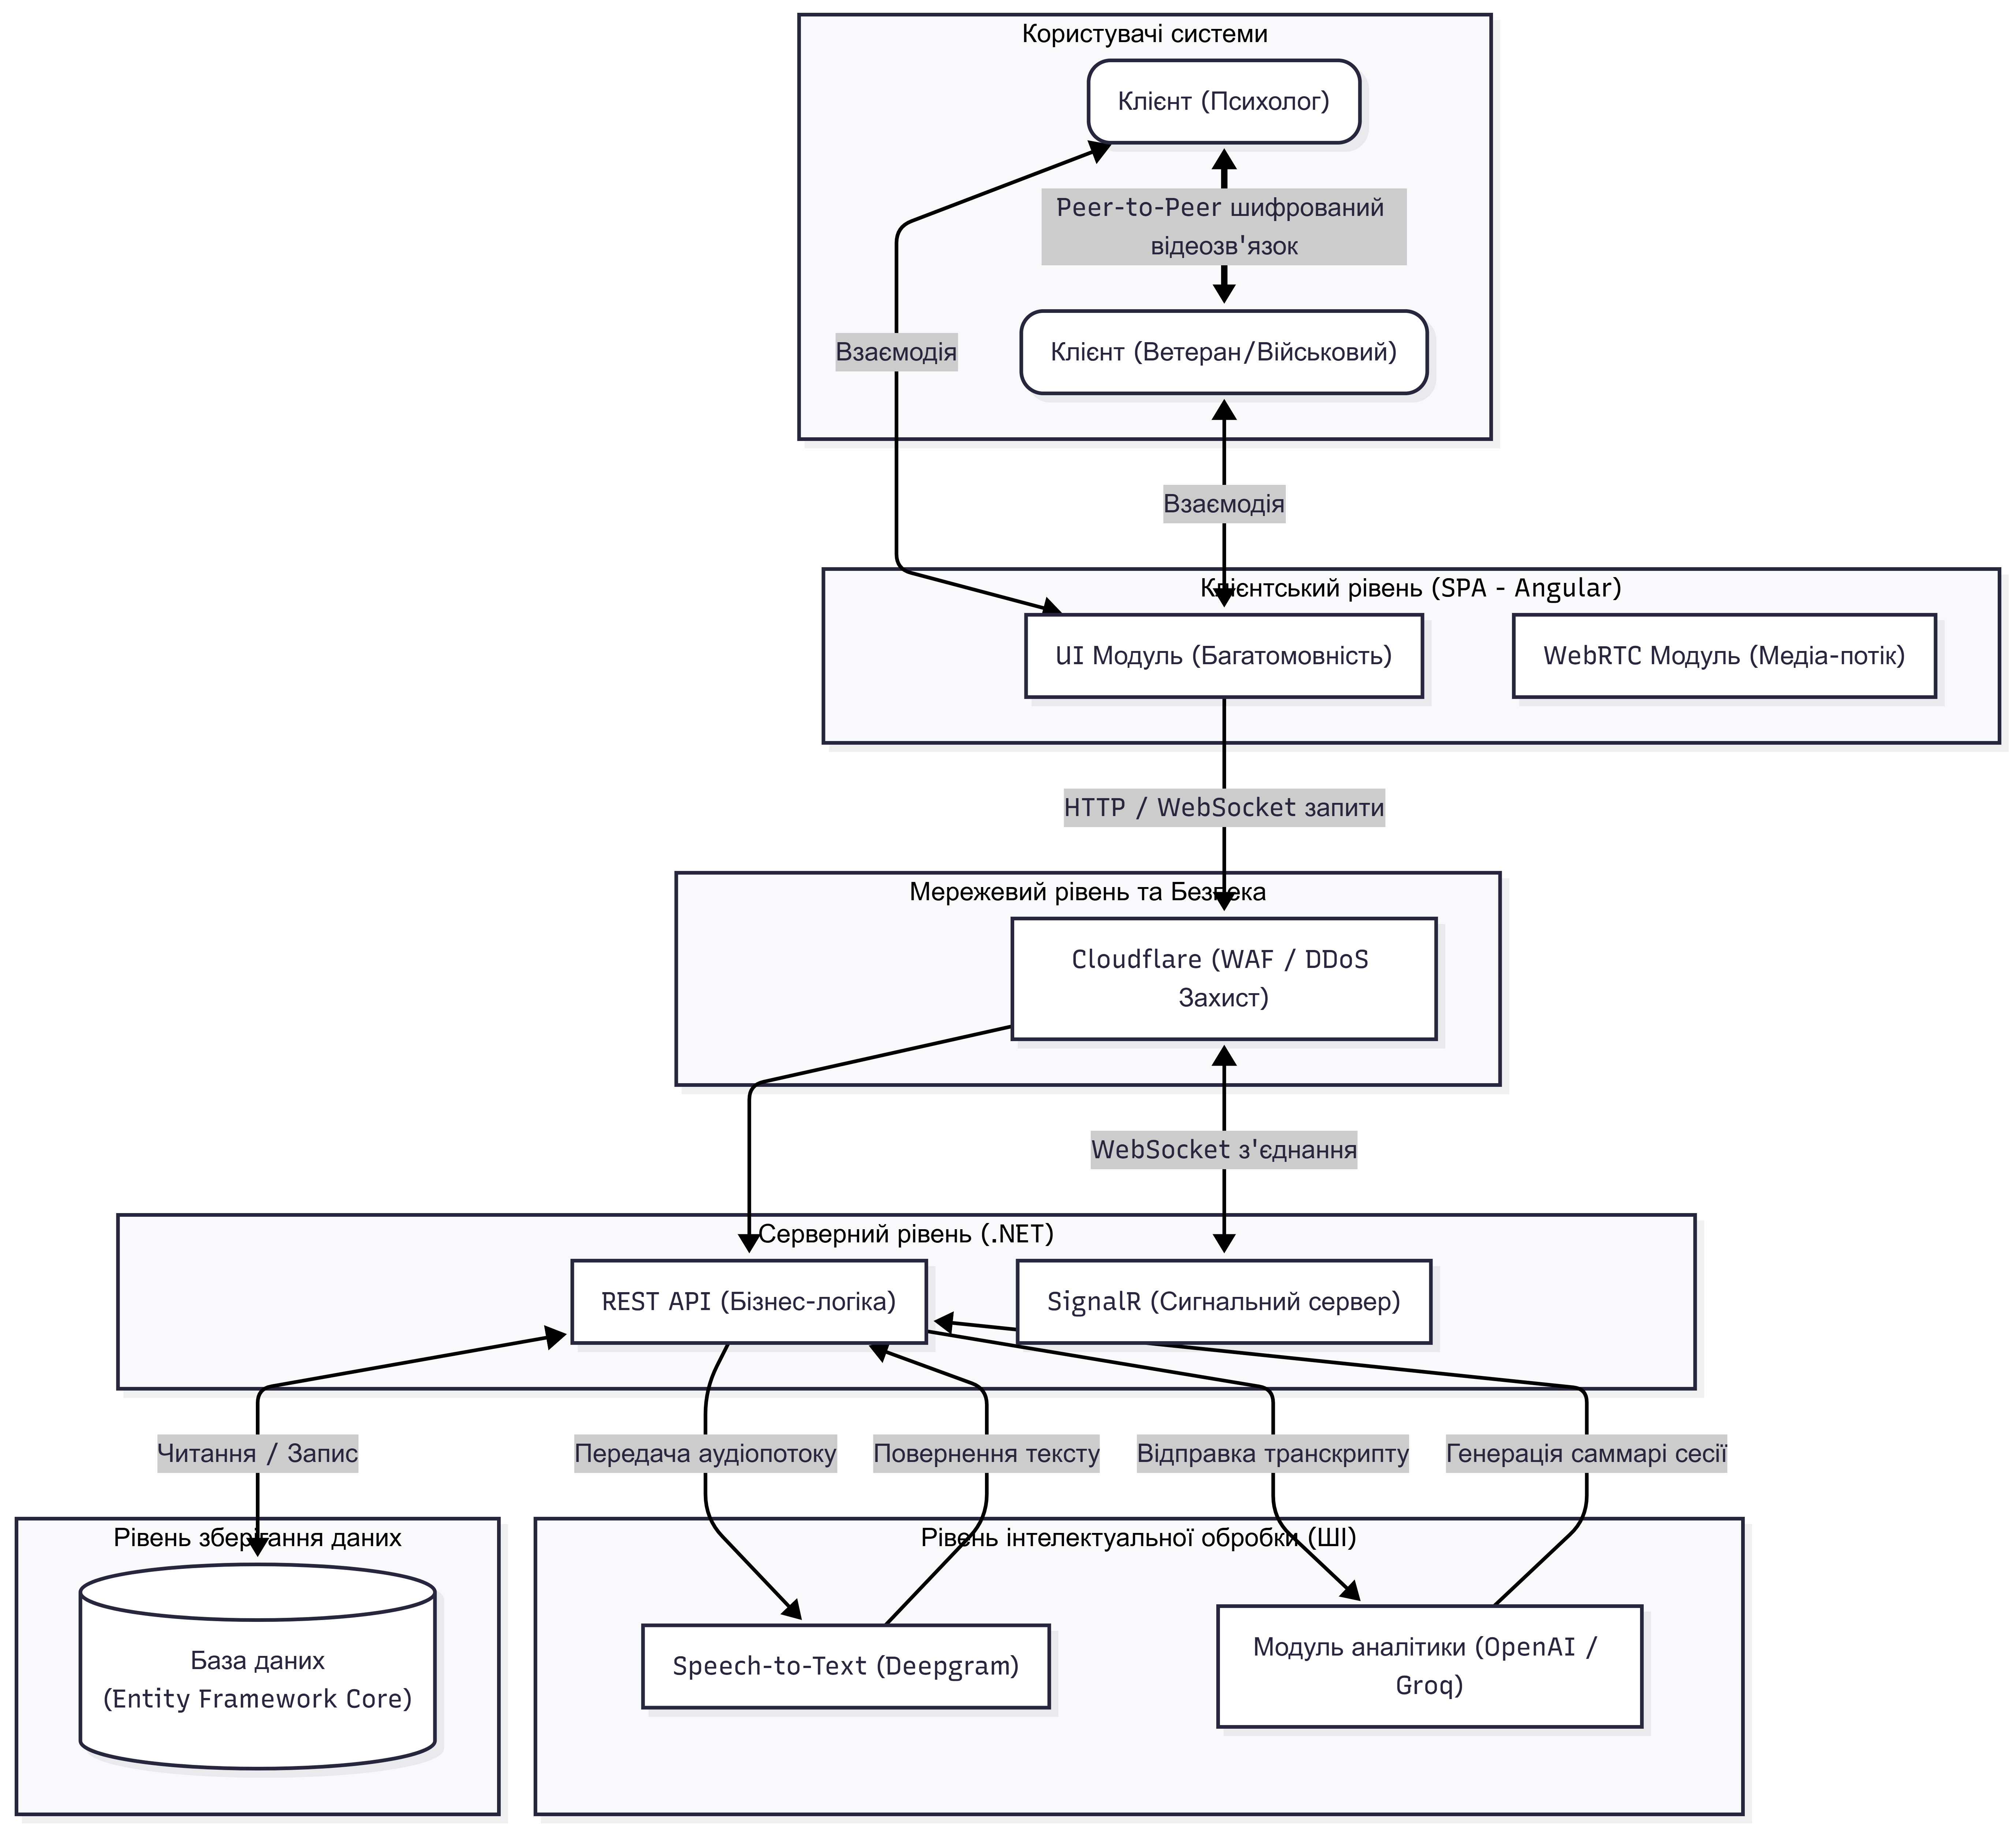 Користувачі системи
Клієнт (Психолог)
Peer-to-Peer шифрований
відеозв'язок
Взаємодія
Клієнт (Ветеран/Військовий)
Взаємодія
Клієнтський рівень (SPA - Angular)
UI Модуль (Багатомовність)
WebRTC Модуль (Медіа-потік)
HTTP / WebSocket запити
Мережевий рівень та Безпека
Cloudflare (WAF / DDoS
Захист)
WebSocket з'єднання
Серверний рівень (.NET)
REST API (Бізнес-логіка)
SignalR (Сигнальний сервер)
Читання / Запис
Передача аудіопотоку
Повернення тексту
Відправка транскрипту
Генерація саммарі сесії
Рівень зберігання даних
Рівень інтелектуальної обробки (ШІ)
База даних
(Entity Framework Core)
Speech-to-Text (Deepgram)
Модуль аналітики (OpenAI /
Groq)